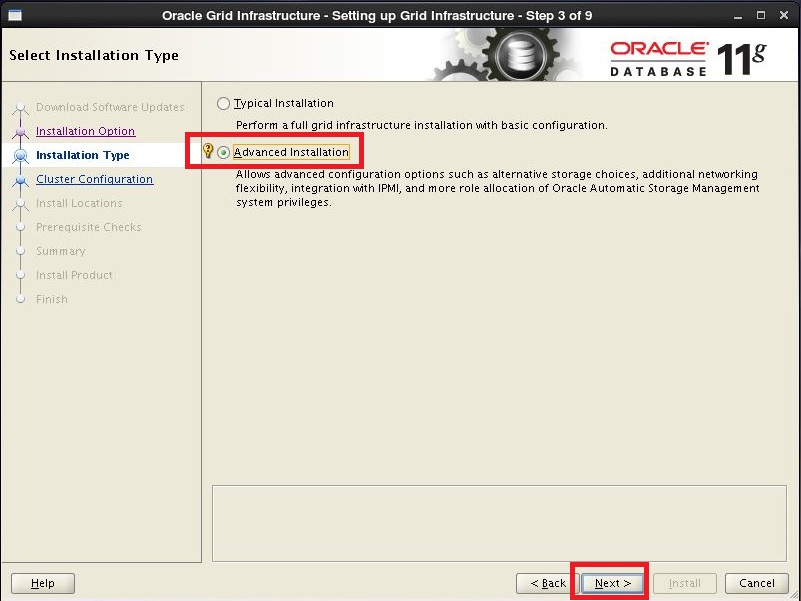 Oracle Grid Infrastructure - Setting up Grid Infrastructure - Step 3 of 9
Select Installation Type
ORACLE
DATABASE
11g
Download Software Updates
Installation Option
Installation Type
Cluster Configuration
Install Locations
Prerequisite Checks
Summary
Install Product
Finish
Typical Installation
Perform a full grid infrastructure installation with basic configuration.
Advanced Installation
Allows advanced configuration options such as alternative storage choices, additional networking
flexibility, integration with IPMI, and more role allocation of Oracle Automatic Storage Management
system privileges.
Help
< Back
Next >
Install
Cancel